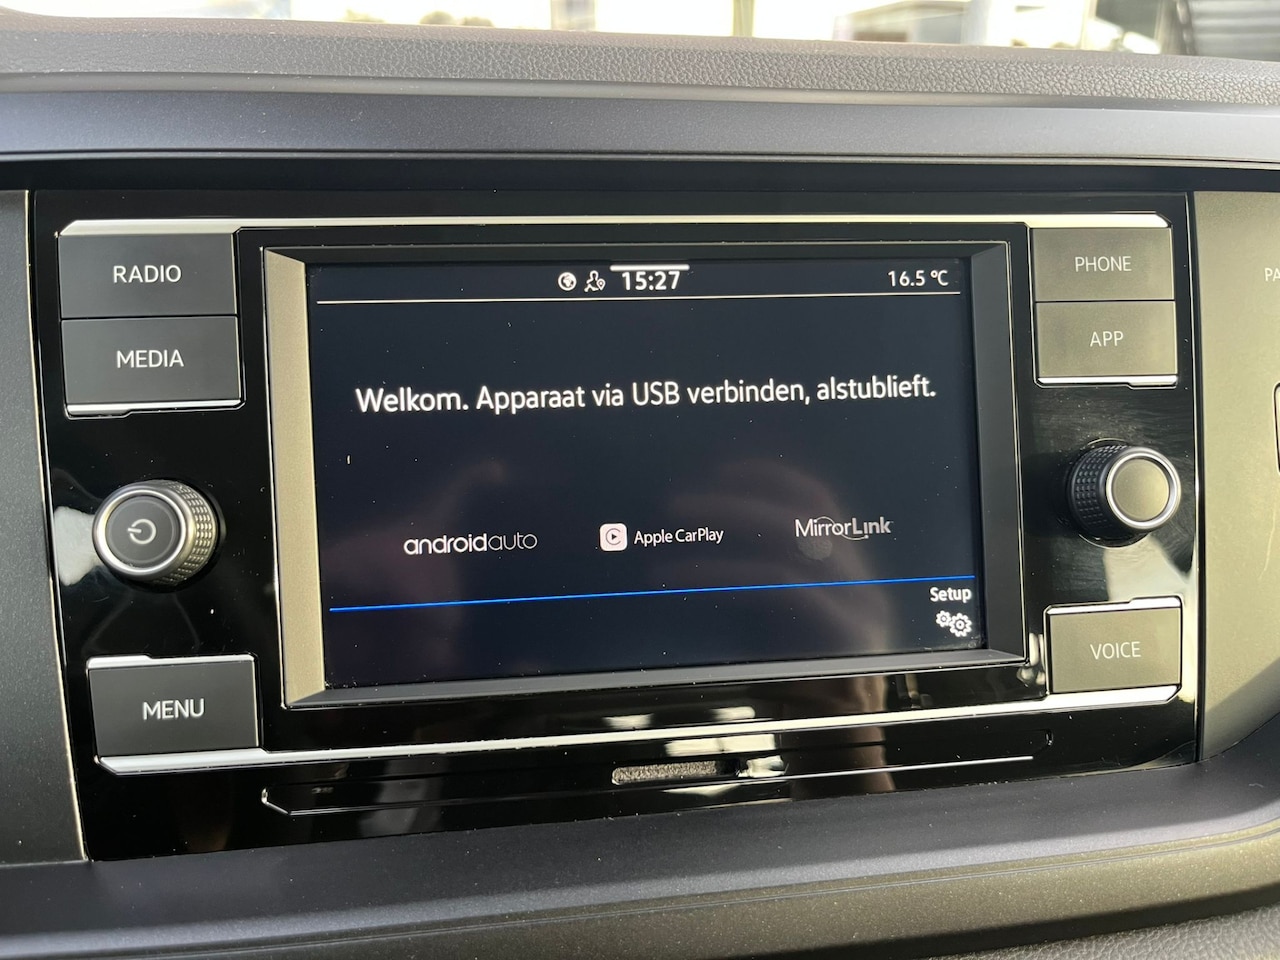 RADIO
MEDIA
MENU
15:27
16.5 °C
Welkom. Apparaat via USB verbinden, alstublieft.
androidauto
Apple CarPlay
MirrorLink
Setup
PHONE
APP
VOICE
PA